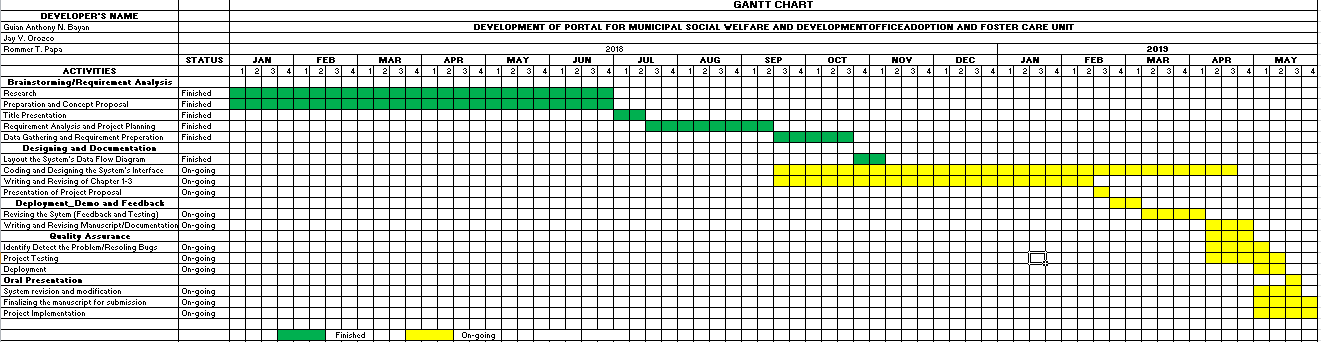 GANTT CHART
DEVELOPER'S NAME
Guian Anthony N. Bayan
DEVELOPMENT OF PORTAL FOR MUNICIPAL SOCIAL WELFARE AND DEVELOPMENTOFFICEADOPTION AND FOSTER CARE UNIT
Jay V. Orozco
Rommer T. Papa
2018 2019
STATUS JAN FEB MAR APR MAY JUN JUL AUG SEP OCT NOV DEC JAN FEB MAR APR MAY
ACTIVITIES 1 2 3 4 1 2 3 4 1 2 3 4 1 2 3 4 1 2 3 4 1 2 3 4 1 2 3 4 1 2 3 4 1 2 3 4 1 2 3 4 1 2 3 4 1 2 3 4 1 2 3 4 1 2 3 4 1 2 3 4 1 2 3 4 1 2 3 4
Brainstorming/Requirement Analysis
Research Finished
Preparation and Concept Proposal Finished
Title Presentation Finished
Requirement Analysis and Project Planning Finished
Data Gathering and Requirement Preperation Finished
Designing and Documentation
Layout the System's Data Flow Diagram Finished
Coding and Designing the System's Interface On-going
Writing and Revising of Chapter 1-3 On-going
Presentation of Project Proposal On-going
Deployment_Demo and Feedback
Revising the Sytem (Feedback and Testing) On-going
Writing and Revising Manuscript/Documentation On-going
Quality Assurance
Identify Detect the Problem/Resoling Bugs On-going
Project Testing On-going
Deployment On-going
Oral Presentation
System revision and modification On-going
Finalizing the manuscript for submission On-going
Project Implementation On-going
Finished On-going